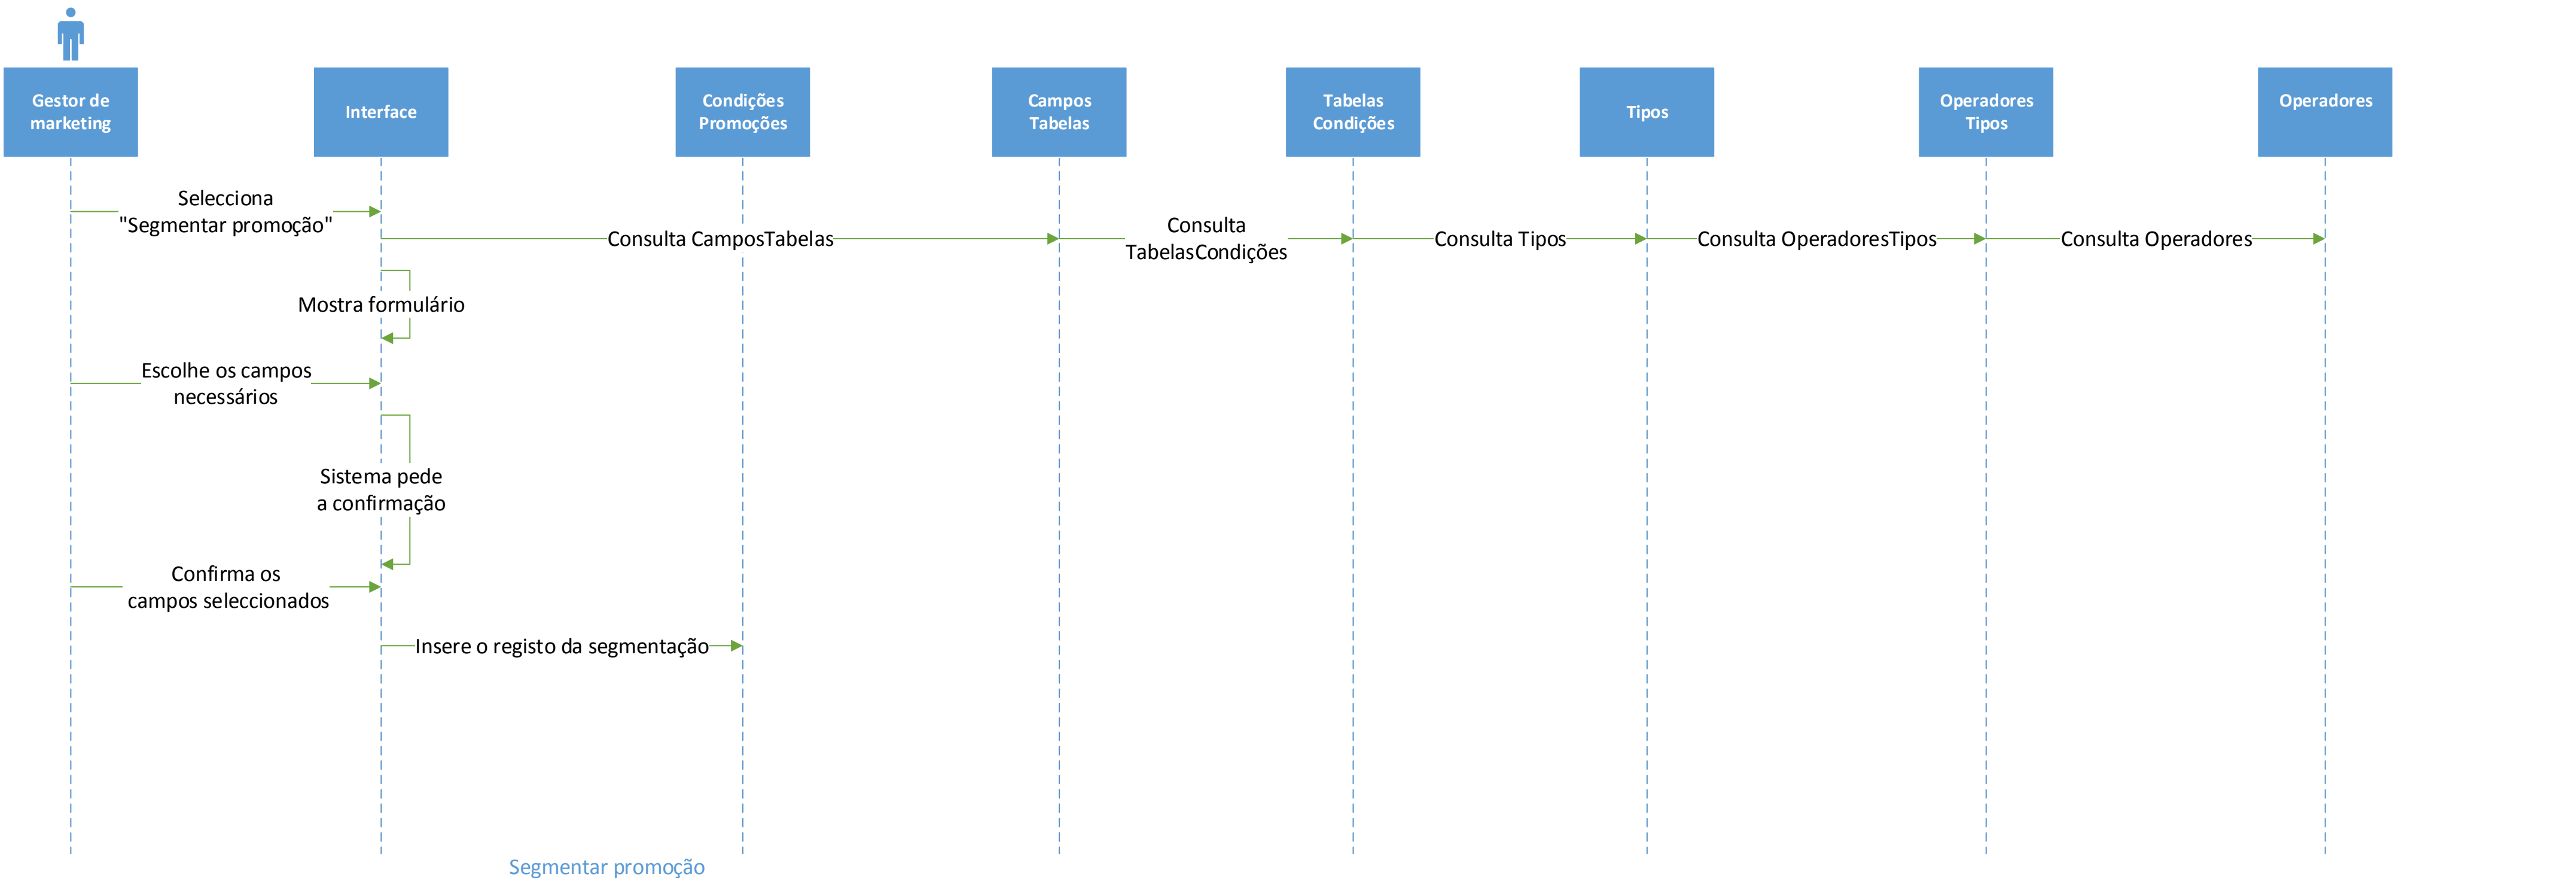 Gestor de
marketing
Interface
Condições
Promoções
Campos
Tabelas
Tabelas
Condições
Tipos
Operadores
Tipos
Operadores
Selecciona
"Segmentar promoção"
Consulta CamposTabelas
Consulta
TabelasCondições
Consulta Tipos
Consulta OperadoresTipos
Consulta Operadores
Mostra formulário
Escolhe os campos
necessários
Sistema pede
a confirmação
Confirma os
campos seleccionados
Insere o registo da segmentação
Segmentar promoção